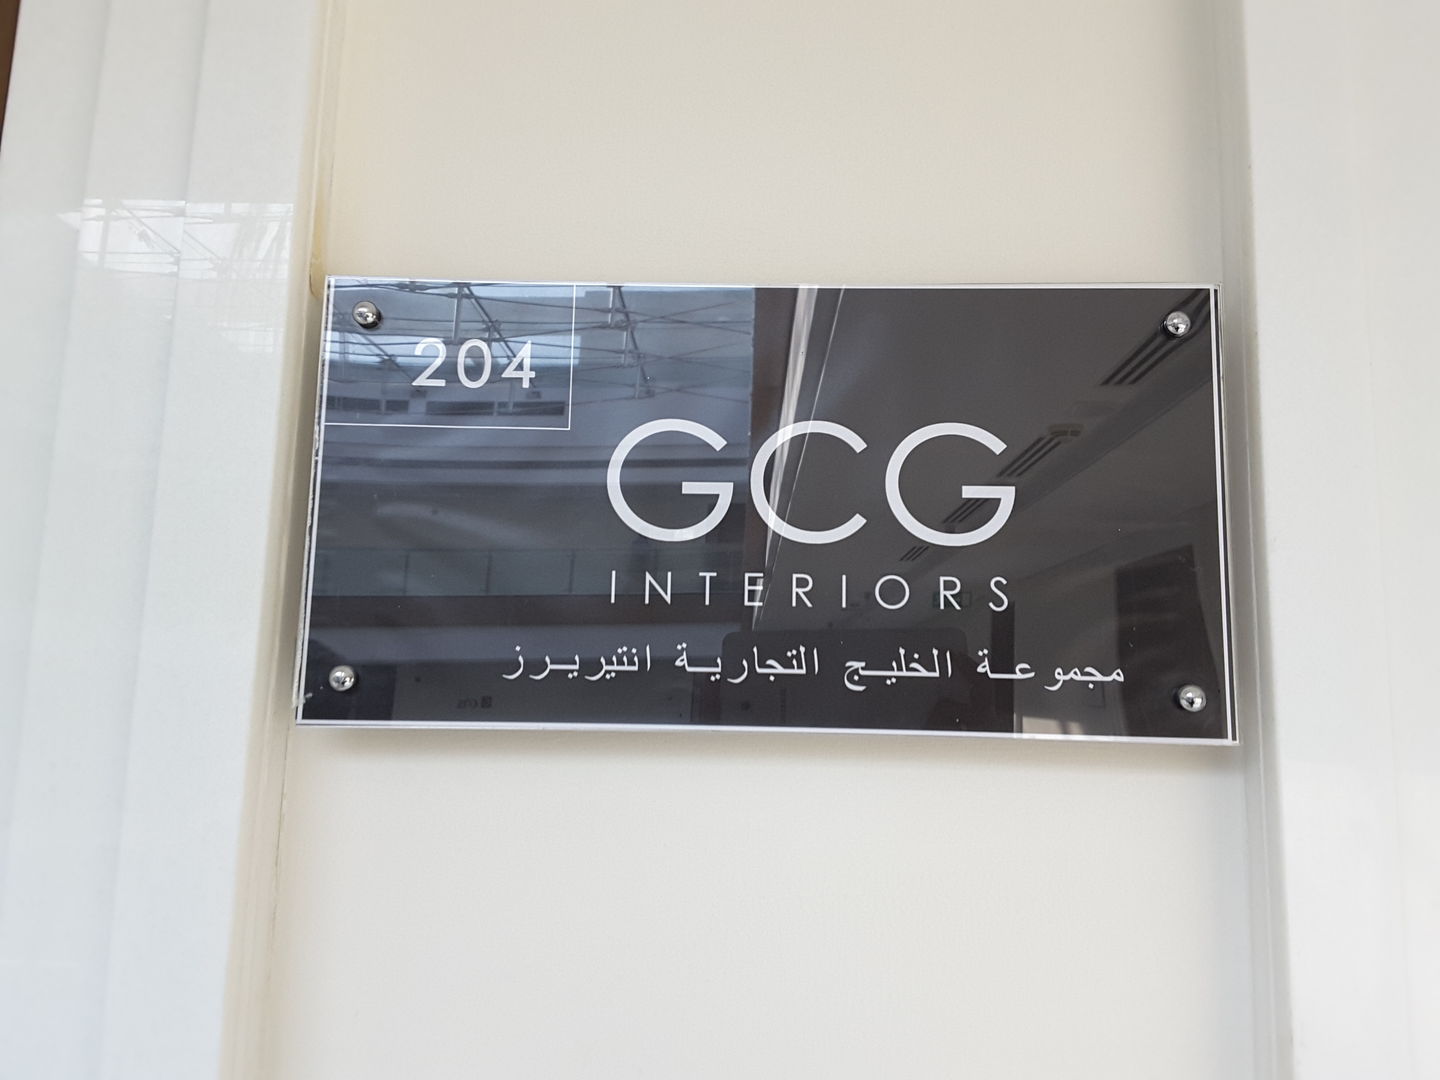 204
GCG
INTERIORS
مجموعة الخليج التجارية انتيريرز